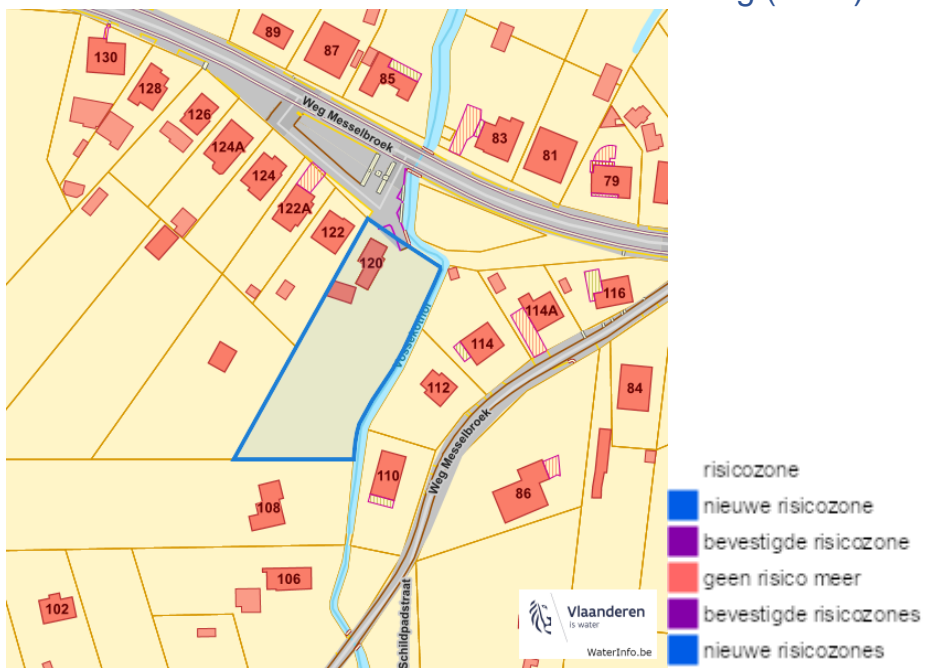 130
128
126
124A
124
122A
122
120
89
87
85
Weg Messelbroek
83
81
79
116
114A
114
112
110
84
86
Weg Messelbroek
108
106
102
Schildpadstraat
Vlaanderen
is water
WaterInfo.be
risicozone
nieuwe risicozone
bevestigde risicozone
geen risico meer
bevestigde risicozones
nieuwe risicozones